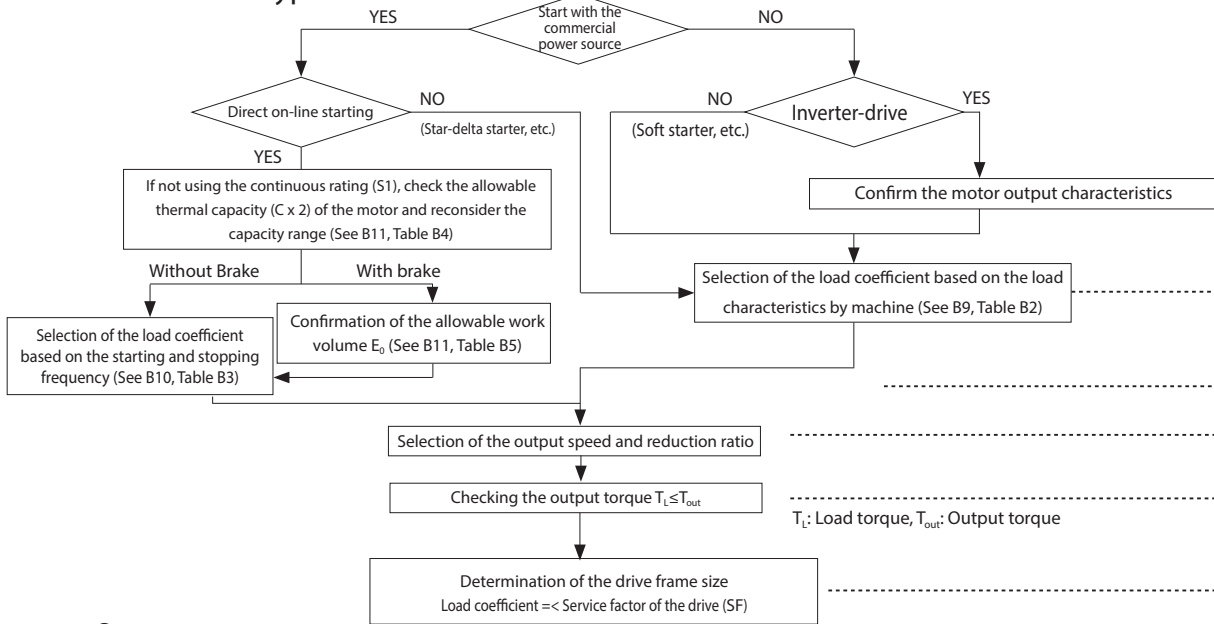 YES
Start with the
commercial
power source
NO
Direct on-line starting
NO
(Star-delta starter, etc.)
YES
NO
(Soft starter, etc.)
Inverter-drive
YES
If not using the continuous rating (S1), check the allowable
thermal capacity (C x 2) of the motor and reconsider the
capacity range (See B11, Table B4)
Confirm the motor output characteristics
Without Brake
With brake
Selection of the load coefficient
based on the starting and stopping
frequency (See B10, Table B3)
Confirmation of the allowable work
volume E₀ (See B11, Table B5)
Selection of the load coefficient based on the load
characteristics by machine (See B9, Table B2)
Selection of the output speed and reduction ratio
Checking the output torque T_L≤T_out
T_L: Load torque, T_out: Output torque
Determination of the drive frame size
Load coefficient =< Service factor of the drive (SF)